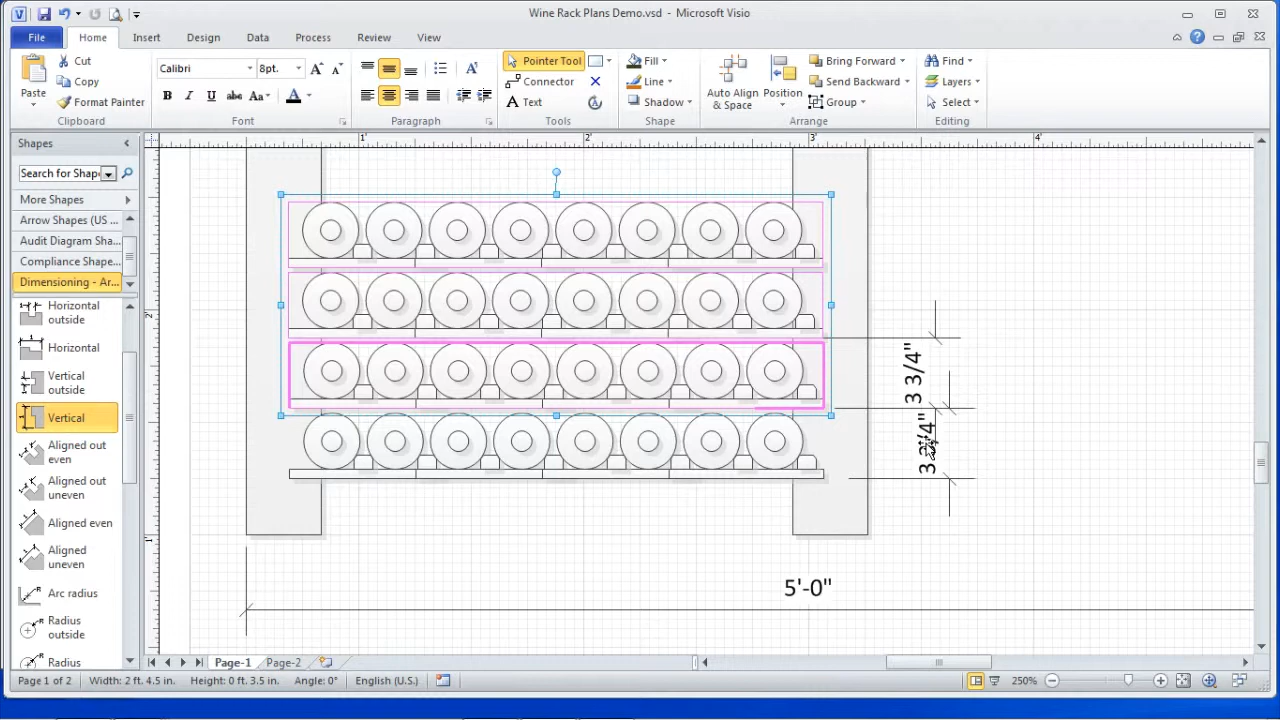 Wine Rack Plans Demo.vsd - Microsoft Visio
File Home Insert Design Data Process Review View
Paste
Cut
Copy
Format Painter
Clipboard
Calibri 8pt.
B I U abc Aa A
Font
Paragraph
Pointer Tool
Connector
A Text
Tools
Fill
Line
Shadow
Shape
Auto Align
& Space
Position
Bring Forward
Send Backward
Group
Arrange
Find
Layers
Select
Editing
Shapes
Search for Shap
More Shapes
Arrow Shapes (US ...
Audit Diagram Sha...
Compliance Shape...
Dimensioning - Ar...
Horizontal
outside
Horizontal
Vertical
outside
Vertical
Aligned out
even
Aligned out
uneven
Aligned even
Aligned
uneven
Arc radius
Radius
outside
Radius
1' 2' 3' 4'
2'
1'
3 3/4"
5'-0"
Page-1 Page-2
Page 1 of 2 Width: 2 ft. 4.5 in. Height: 0 ft. 3.5 in. Angle: 0° English (U.S.) 250%